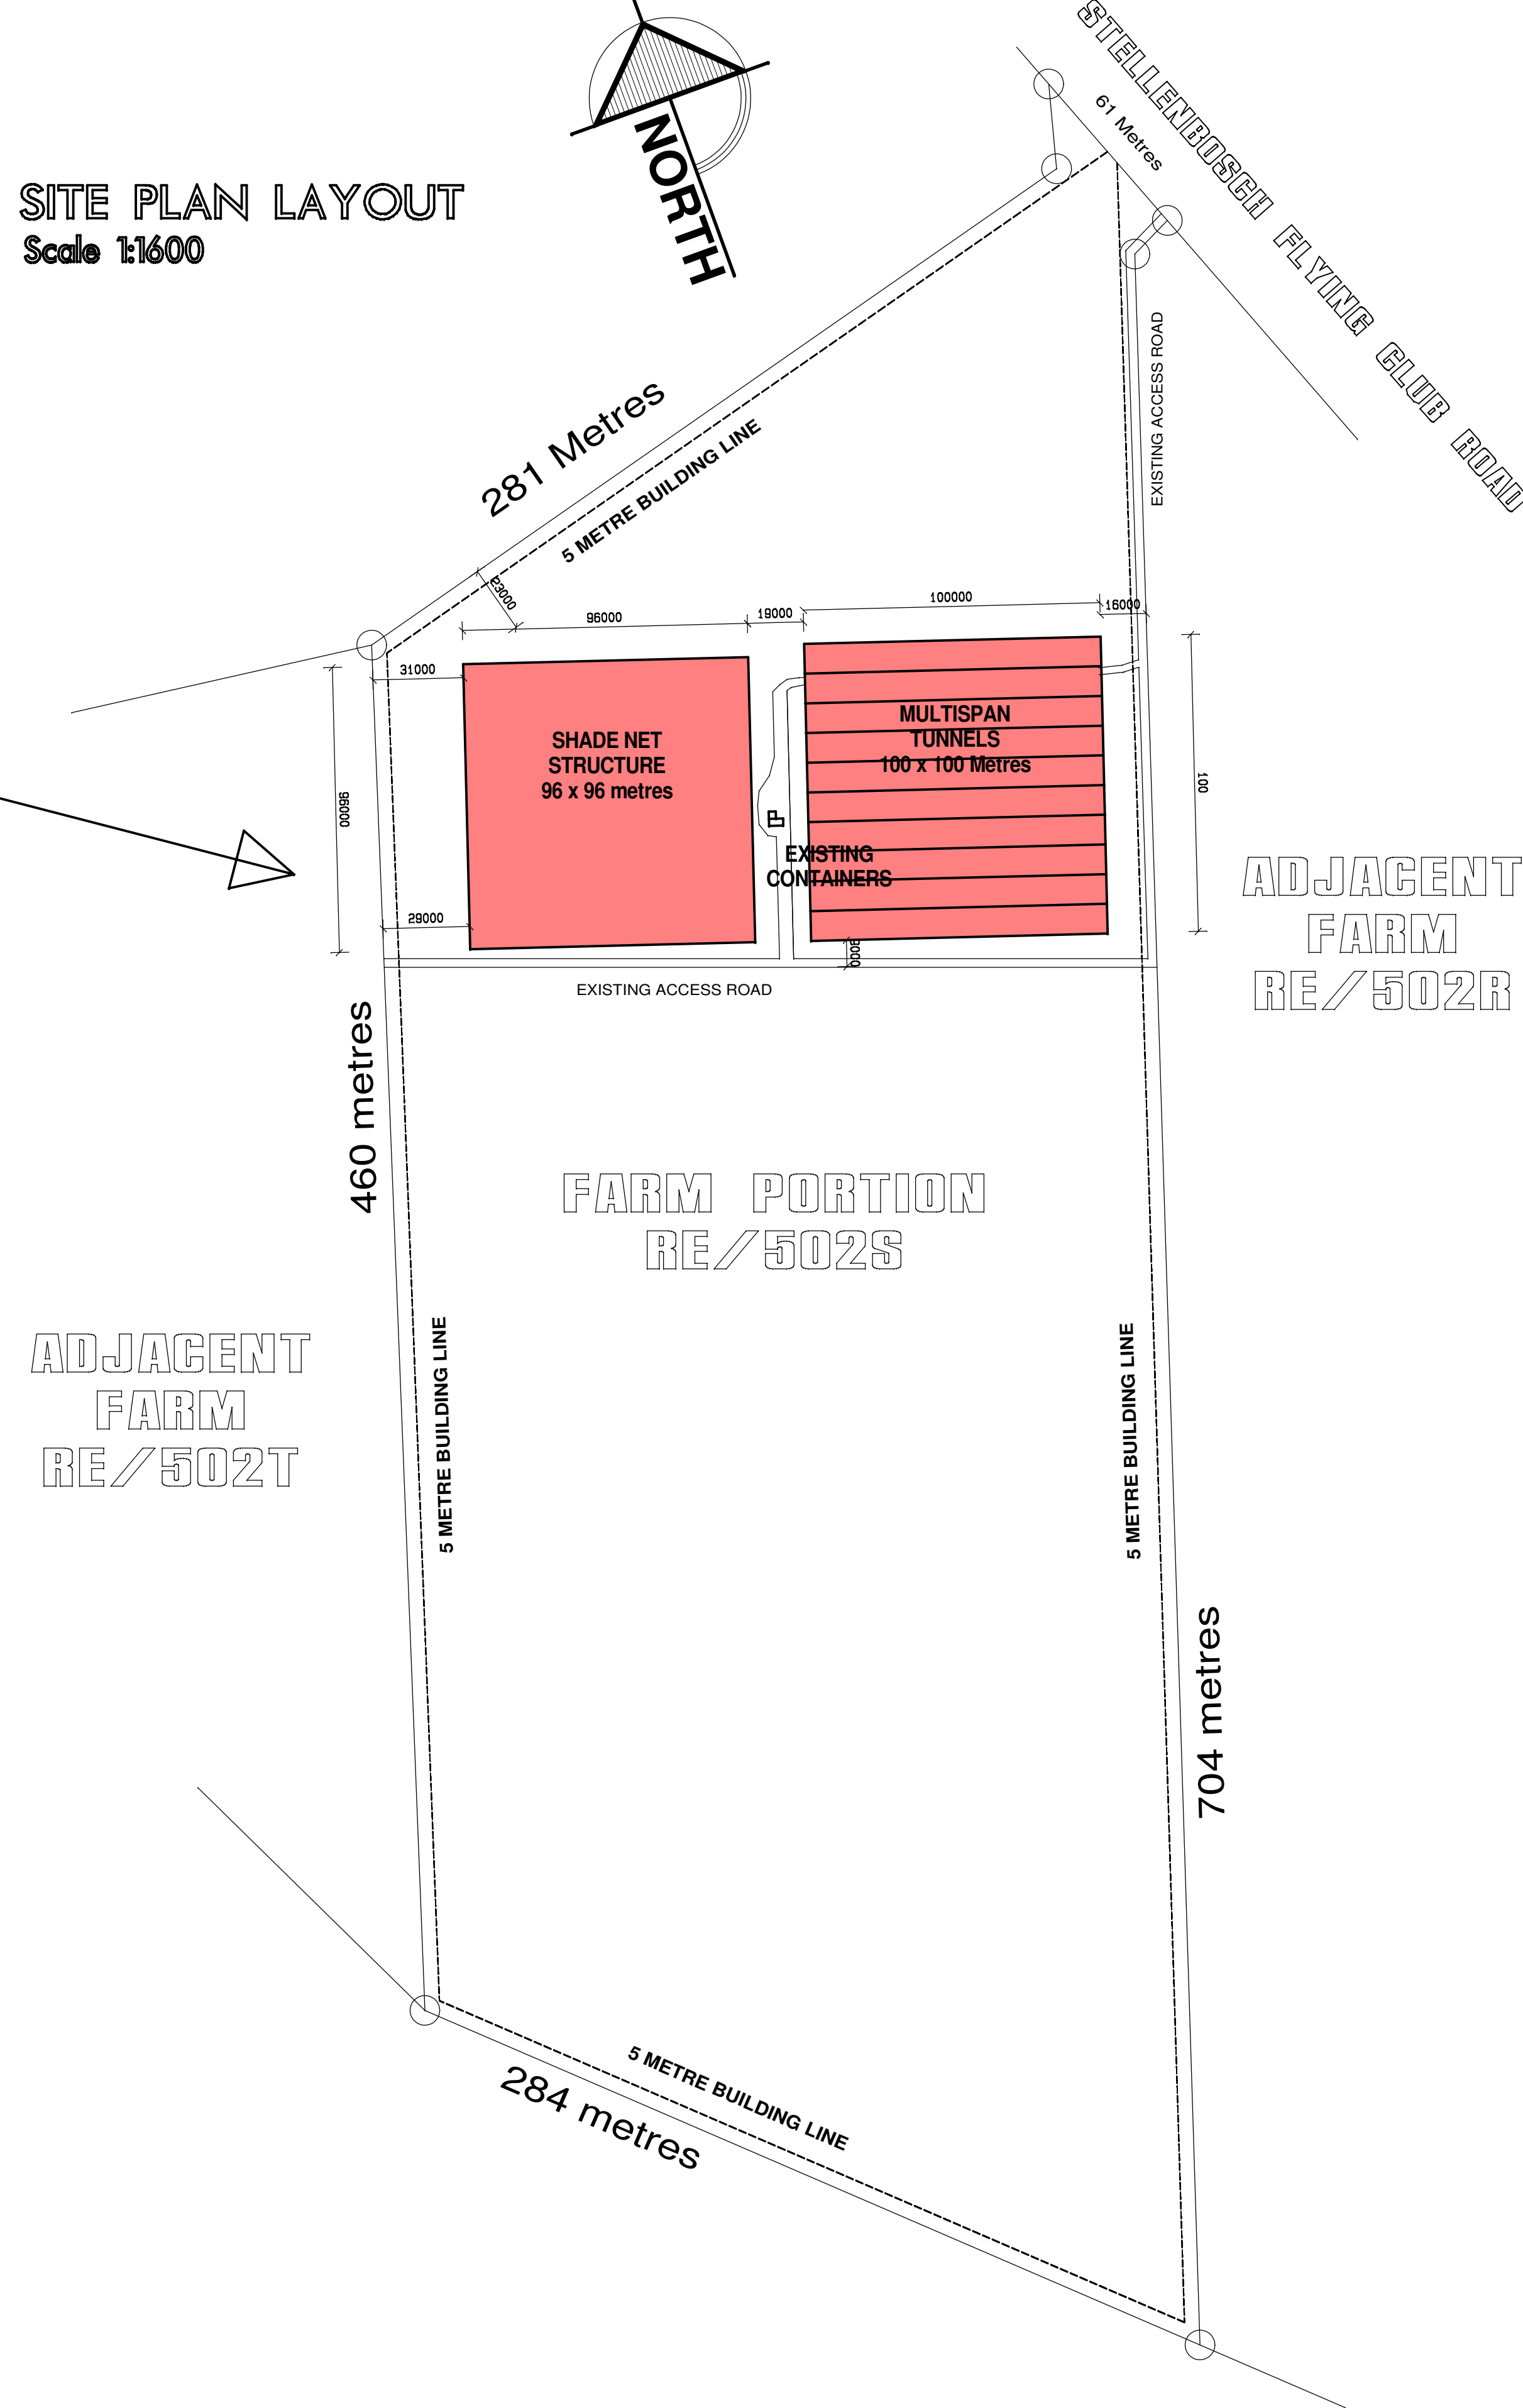 NORTH
STELLENBOSCH FLYING CLUB ROAD
61 Metres
SITE PLAN LAYOUT
Scale 1:1600
EXISTING ACCESS ROAD
281 Metres
5 METRE BUILDING LINE
23000
96000
19000
100000
16000
31000
SHADE NET
STRUCTURE
96 x 96 metres
MULTISPAN
TUNNELS
100 x 100 Metres
96000
100
EXISTING
CONTAINERS
29000
9000
EXISTING ACCESS ROAD
ADJACENT
FARM
RE/502R
460 metres
FARM PORTION
RE/502S
ADJACENT
FARM
RE/502T
5 METRE BUILDING LINE
5 METRE BUILDING LINE
704 metres
5 METRE BUILDING LINE
284 metres